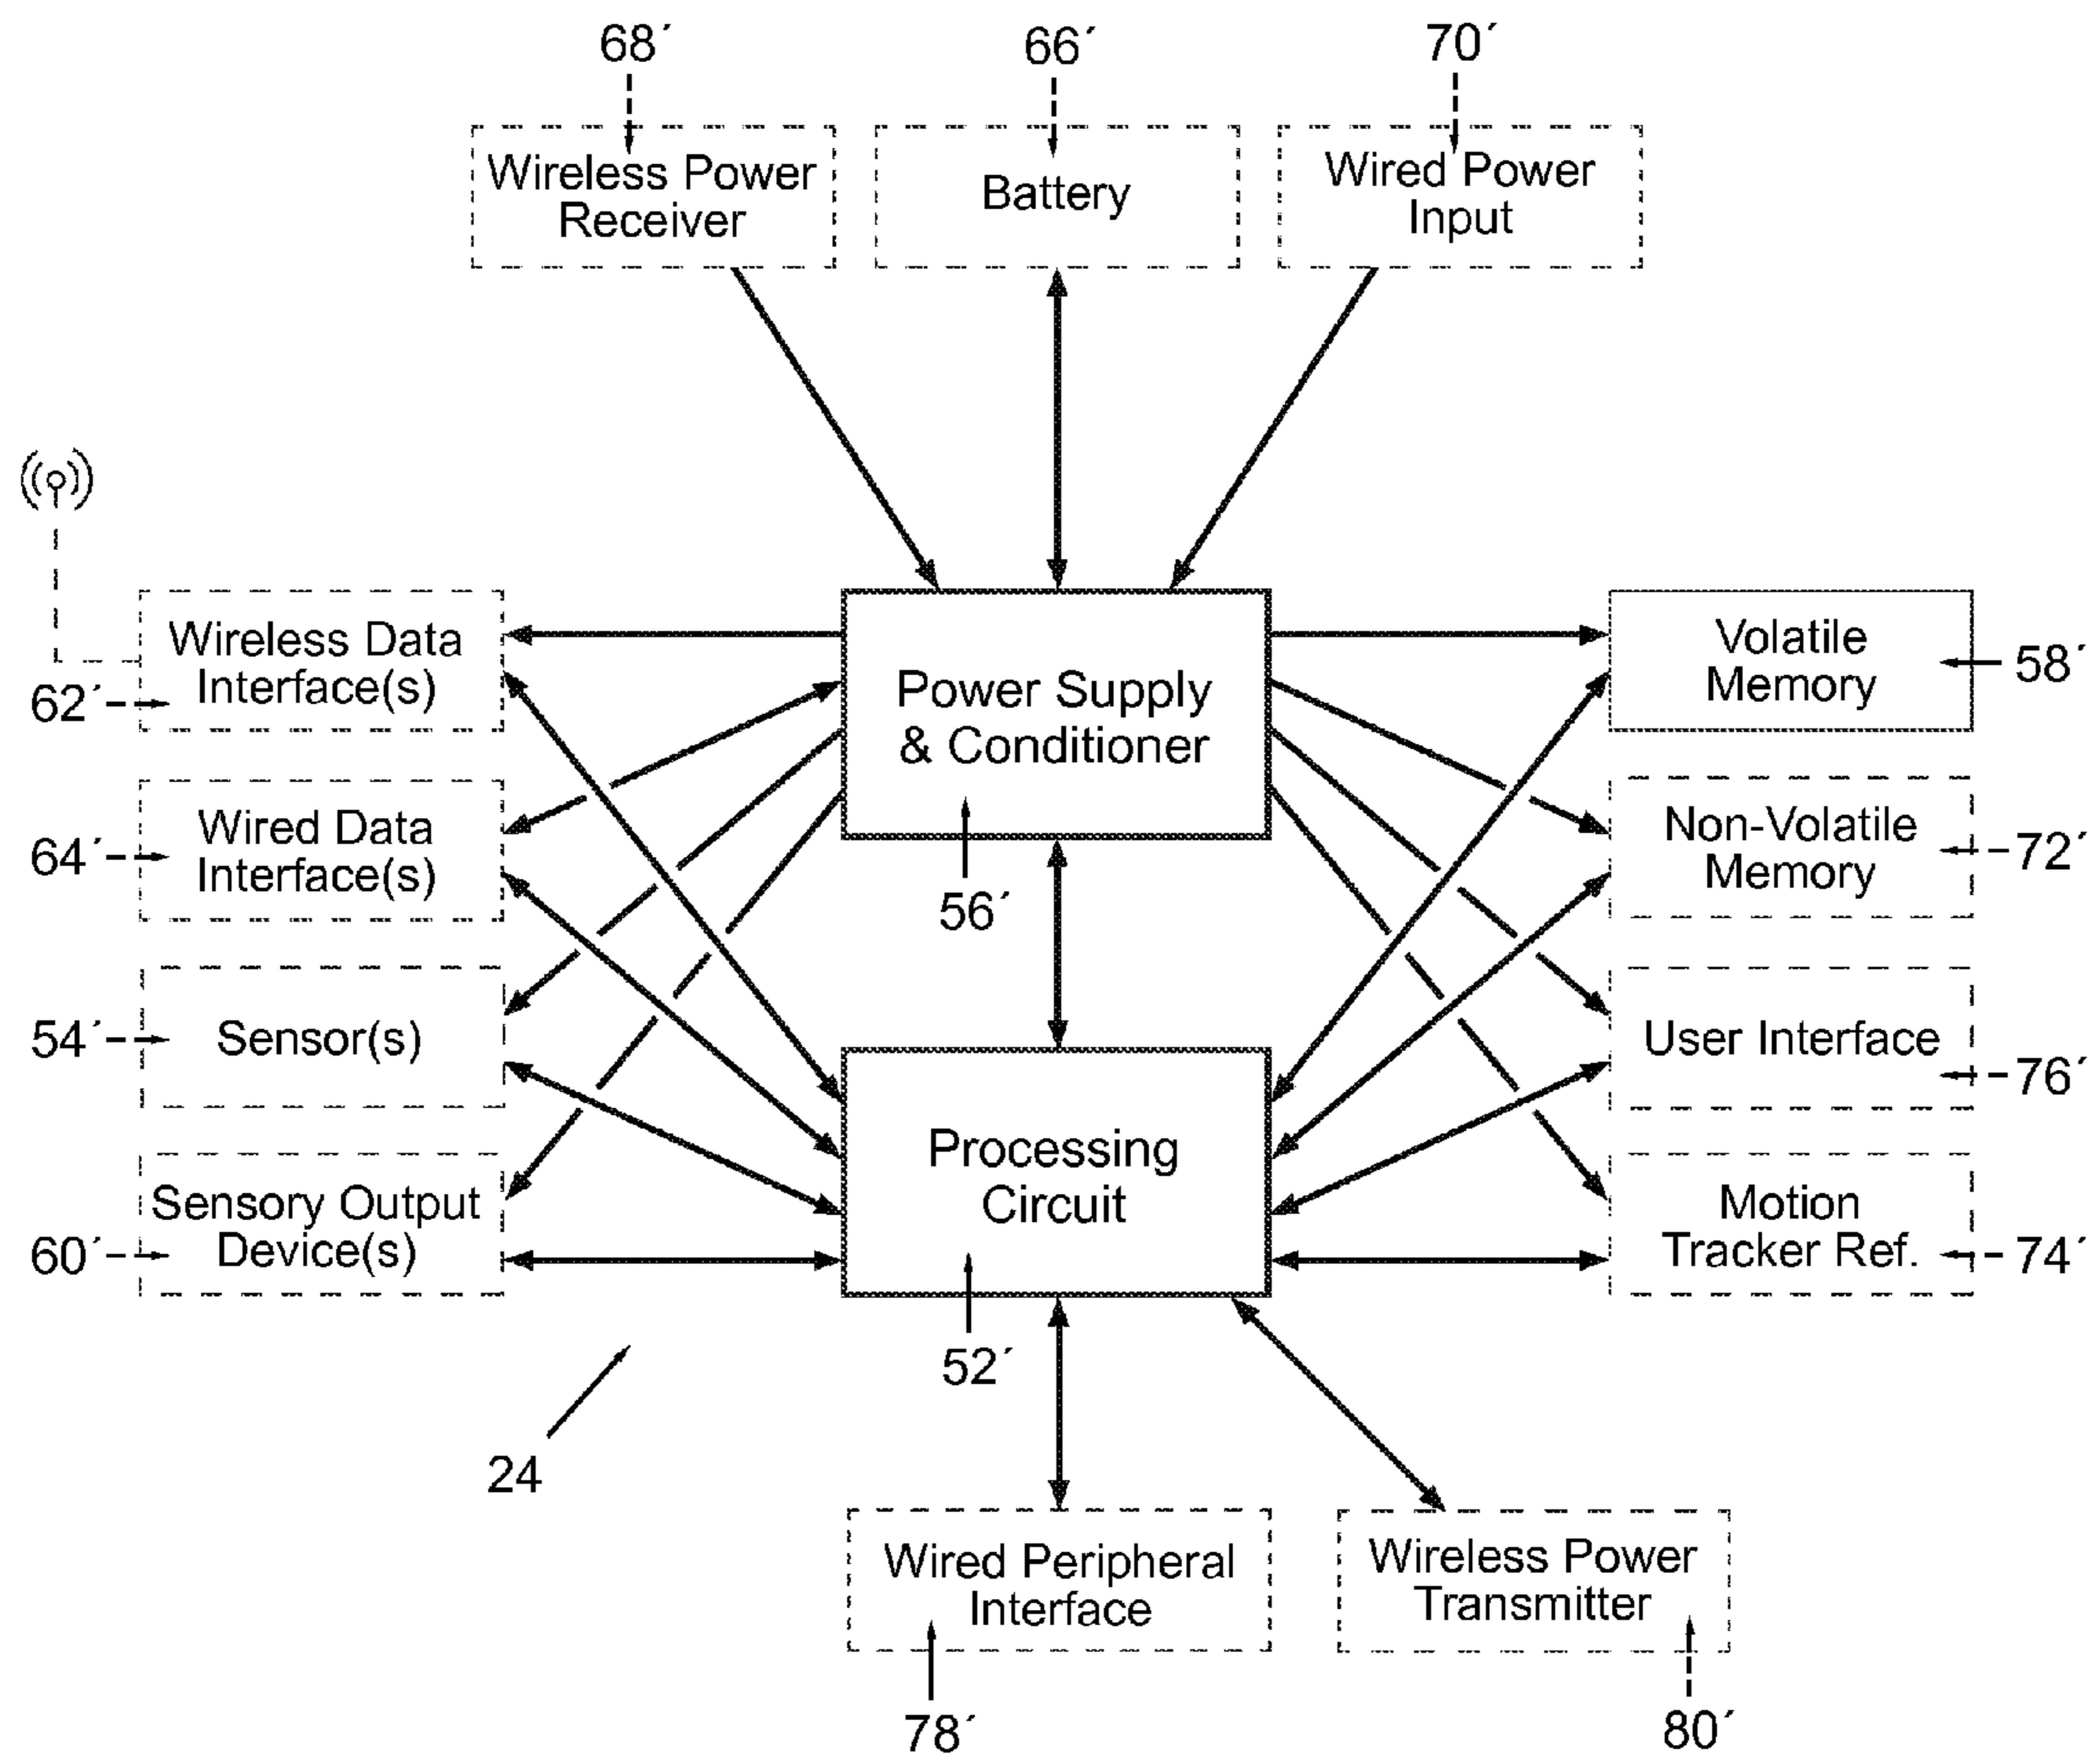 68´
66´
70´
Wireless Power
Receiver
Battery
Wired Power
Input
Wireless Data
Interface(s)
62´
Power Supply
& Conditioner
56´
Volatile
Memory
58´
Wired Data
Interface(s)
64´
Non-Volatile
Memory
72´
Sensor(s)
54´
User Interface
76´
Sensory Output
Device(s)
60´
Processing
Circuit
52´
Motion
Tracker Ref.
74´
24
Wired Peripheral
Interface
78´
Wireless Power
Transmitter
80´